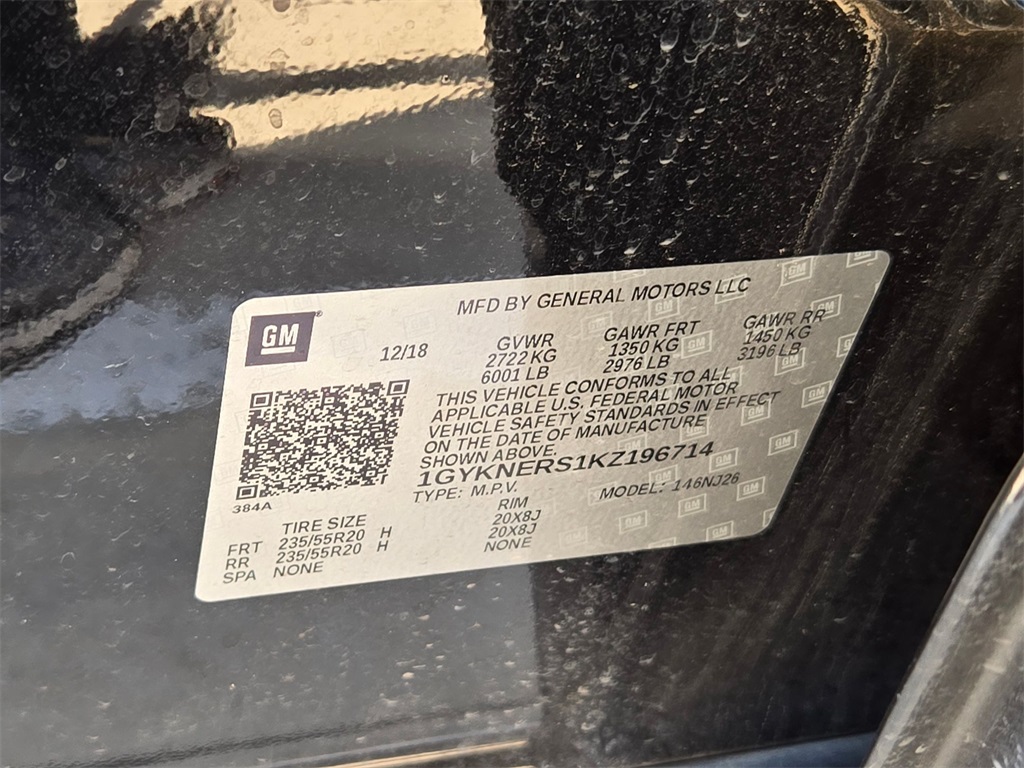 MFD BY GENERAL MOTORS LLC
GM ®
12/18
GVWR GAWR FRT GAWR RR
2722 KG 1350 KG 1450 KG
6001 LB 2976 LB 3196 LB
THIS VEHICLE CONFORMS TO ALL
APPLICABLE U.S. FEDERAL MOTOR
VEHICLE SAFETY STANDARDS IN EFFECT
ON THE DATE OF MANUFACTURE
SHOWN ABOVE.
1GYKNERS1KZ196714
TYPE: M.P.V. MODEL: 146NJ26
384A
TIRE SIZE RIM
FRT 235/55R20 H 20X8J
RR 235/55R20 H 20X8J
SPA NONE NONE